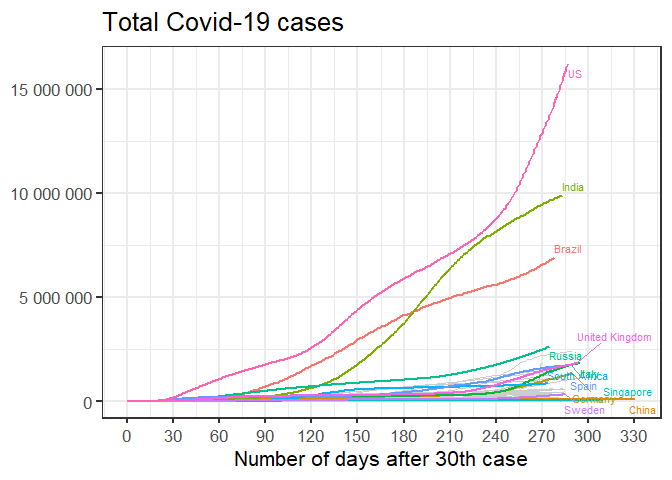 Total Covid-19 cases
15 000 000
10 000 000
5 000 000
0
US
India
Brazil
United Kingdom
Russia
Italy
South Africa
Spain
Singapore
Germany
Sweden
China
0 30 60 90 120 150 180 210 240 270 300 330
Number of days after 30th case